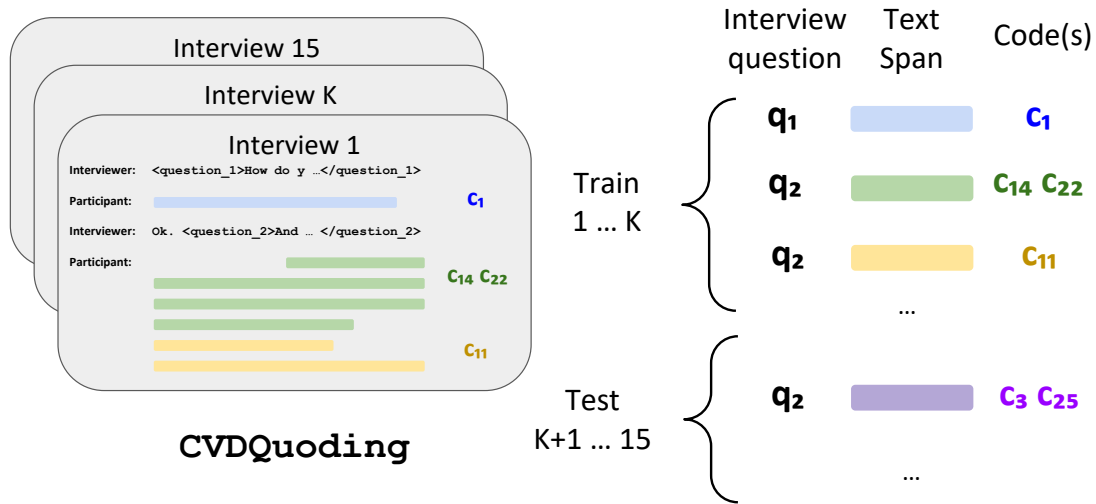 Interview 15
Interview K
Interview 1
Interviewer: <question_1>How do y …</question_1>
Participant: c₁
Interviewer: Ok. <question_2>And … </question_2>
Participant:
c₁₄ c₂₂
c₁₁
CVDQuoding
Interview question
Text Span
Code(s)
Train
1 ... K
q₁ c₁
q₂ c₁₄ c₂₂
q₂ c₁₁
...
Test
K+1 ... 15
q₂ c₃ c₂₅
...